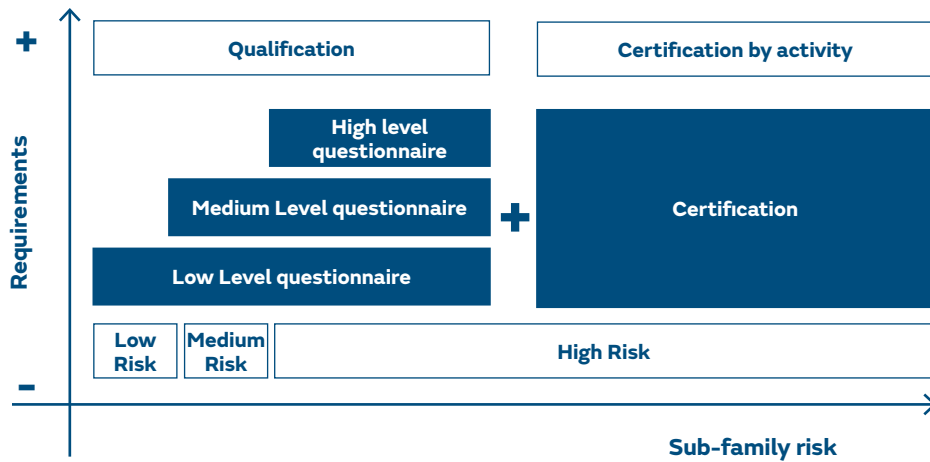 +
Qualification
Certification by activity
High level
questionnaire
Medium Level questionnaire
+
Certification
Low Level questionnaire
Requirements
Low
Risk
Medium
Risk
High Risk
-
Sub-family risk